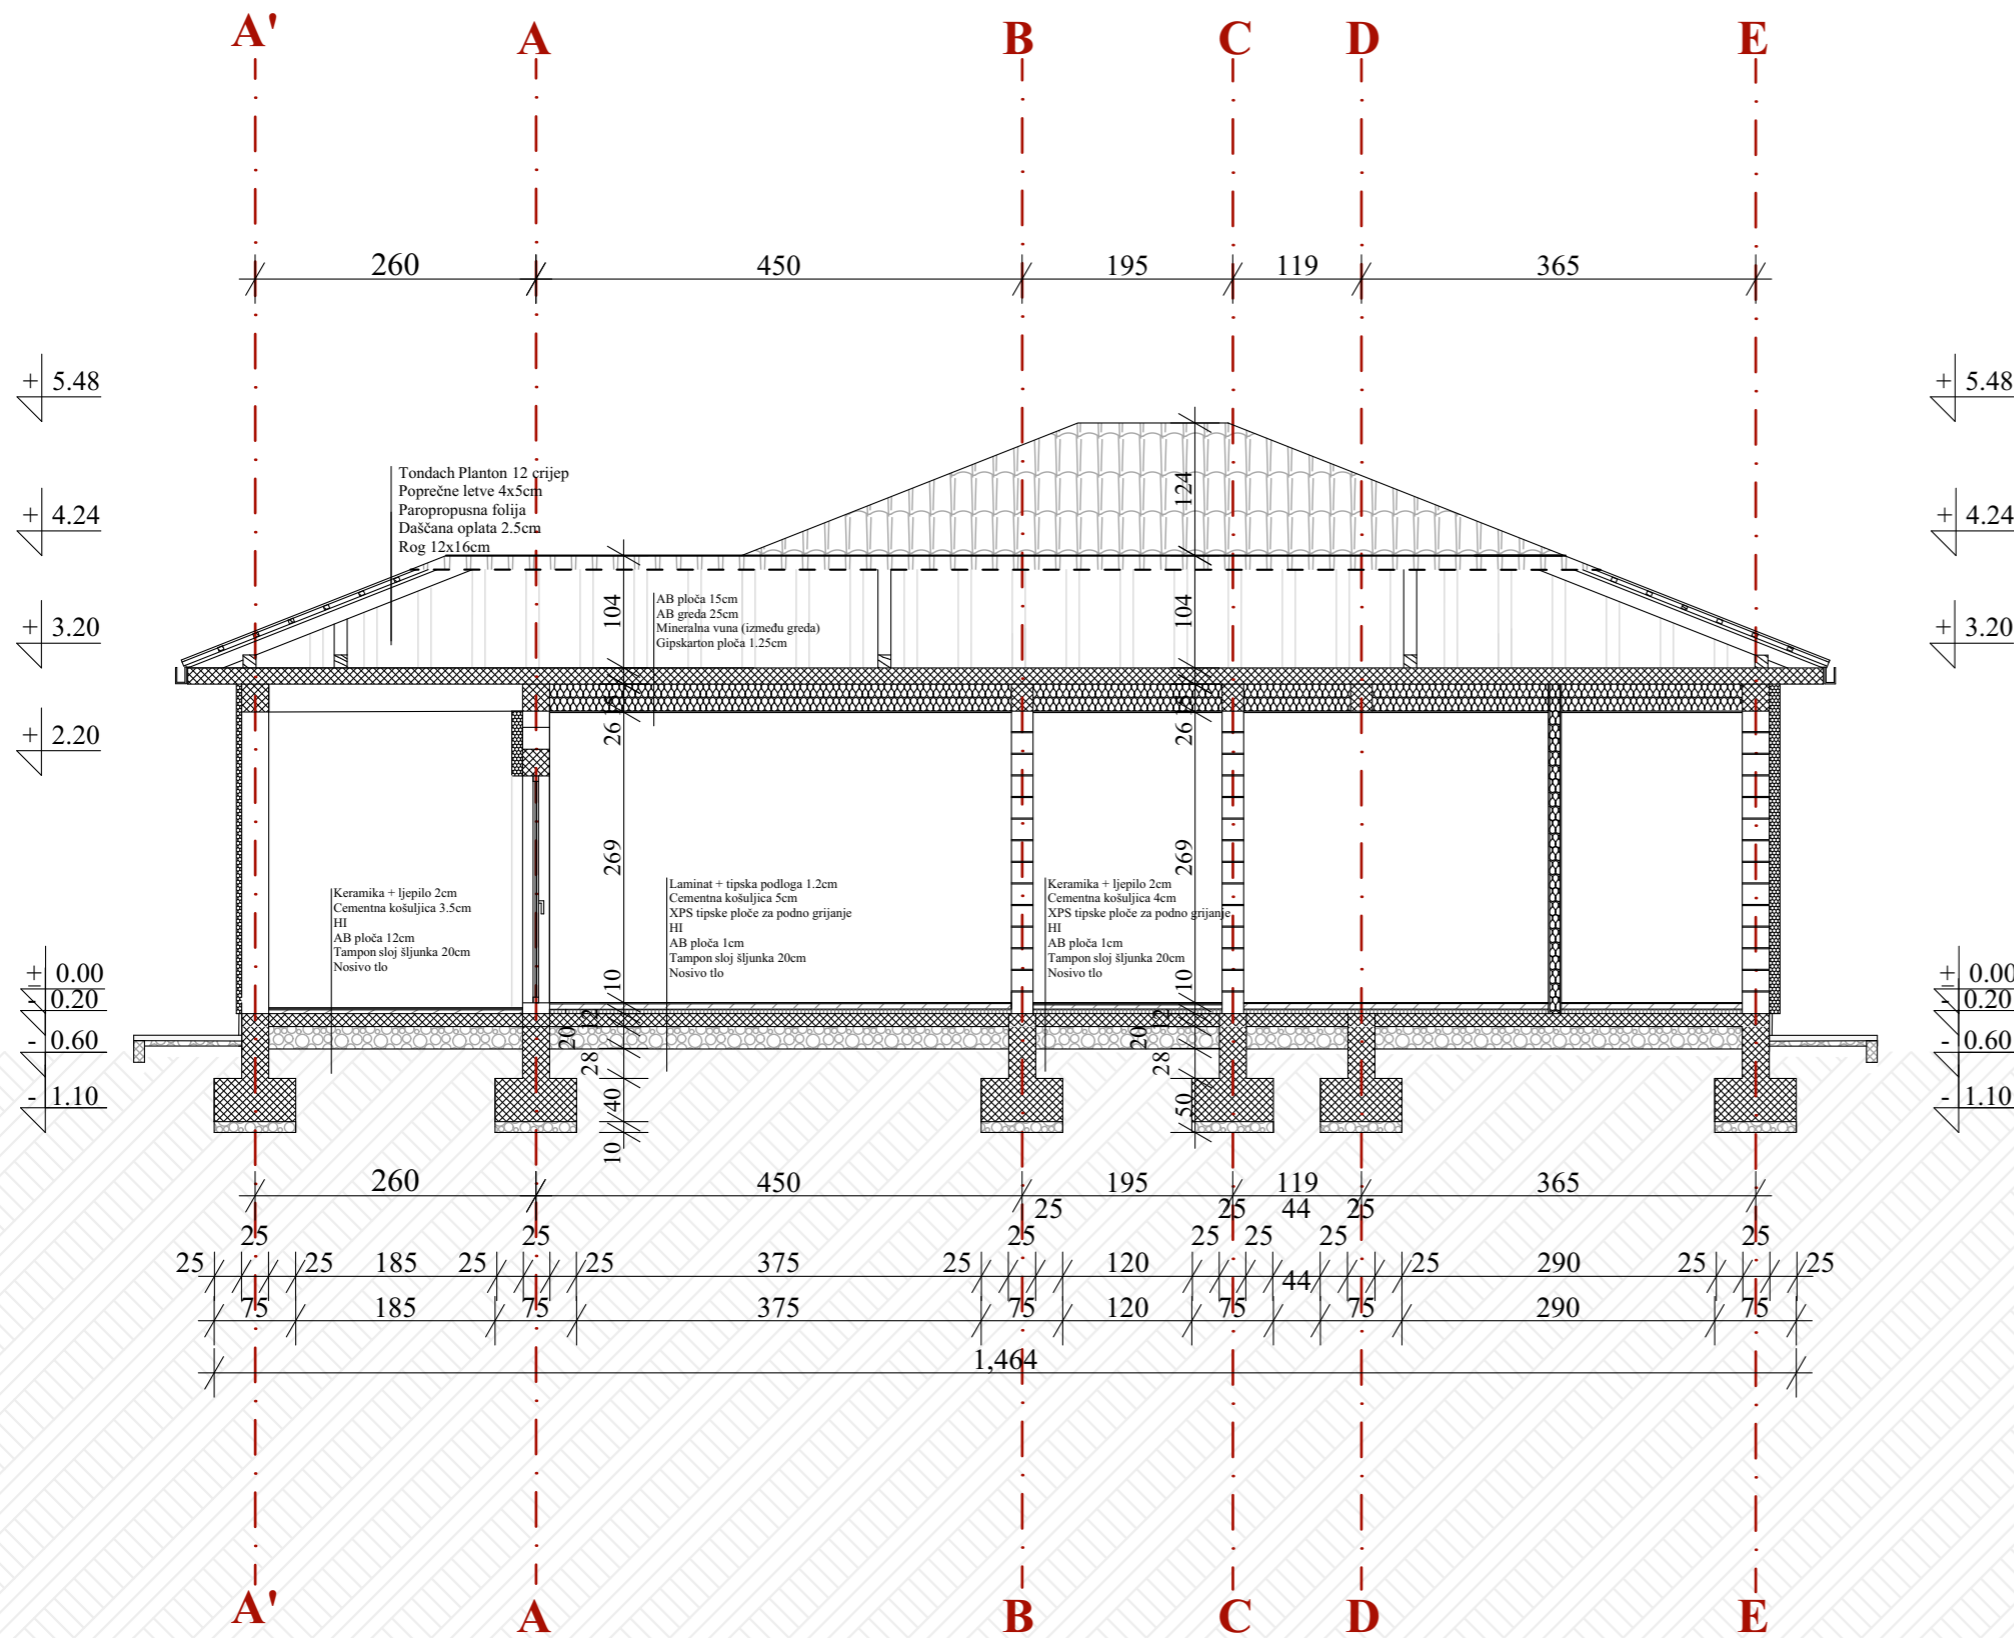 A' A B C D E
260 450 195 119 365
+ 5.48 + 5.48
+ 4.24 + 4.24
+ 3.20 + 3.20
+ 2.20
Tondach Planton 12 crijep
Poprečne letve 4x5cm
Paropropusna folija
Daščana oplata 2.5cm
Rog 12x16cm
124
104 104
AB ploča 15cm
AB greda 25cm
Mineralna vuna (između greda)
Gipskarton ploča 1.25cm
15 15
26 26
269 269
Keramika + ljepilo 2cm
Cementna košuljica 3.5cm
HI
AB ploča 12cm
Tampon sloj šljunka 20cm
Nosivo tlo
Laminat + tipska podloga 1.2cm
Cementna košuljica 5cm
XPS tipske ploče za podno grijanje
HI
AB ploča 1cm
Tampon sloj šljunka 20cm
Nosivo tlo
Keramika + ljepilo 2cm
Cementna košuljica 4cm
XPS tipske ploče za podno grijanje
HI
AB ploča 1cm
Tampon sloj šljunka 20cm
Nosivo tlo
± 0.00 ± 0.00
- 0.20 - 0.20
- 0.60 - 0.60
- 1.10 - 1.10
10 10
12 12
20 20
28 28
40 50
10
260 450 195 119 365
25 25 44 25
25 25 25 25 25 25 25
25 25 185 25 25 375 25 120 25 290 25 25
44
75 185 75 375 75 120 75 75 290 75
1,464
A' A B C D E